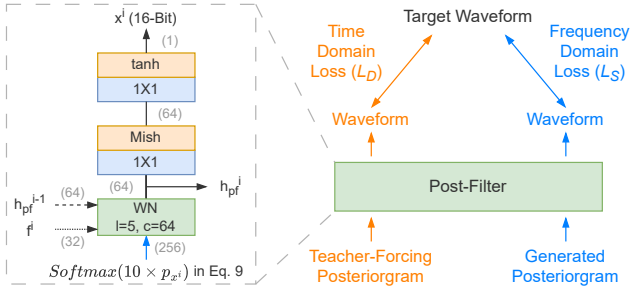 x^i (16-Bit)
(1)
tanh
1X1
(64)
Mish
1X1
(64)
h_pf^i
h_pf^i-1
(64)
WN
l=5, c=64
f^i
(32)
(256)
Softmax(10 × p_x^i) in Eq. 9
Target Waveform
Time
Domain
Loss (L_D)
Frequency
Domain
Loss (L_S)
Waveform
Waveform
Post-Filter
Teacher-Forcing
Posteriorgram
Generated
Posteriorgram